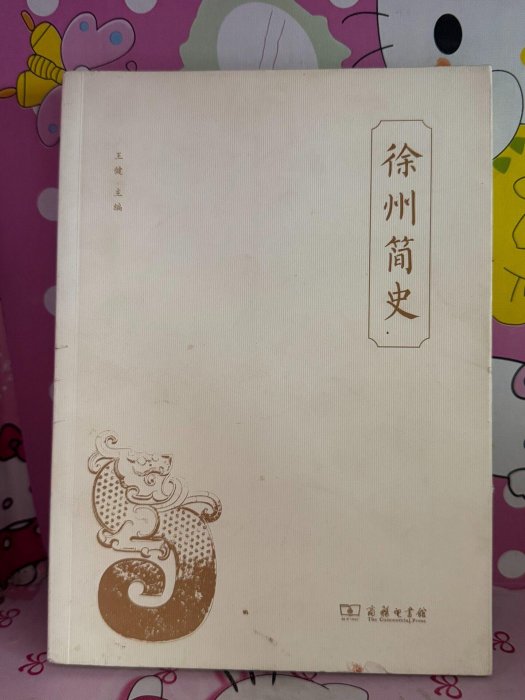 徐州简史
王健 主编
商务印书馆
The Commercial Press